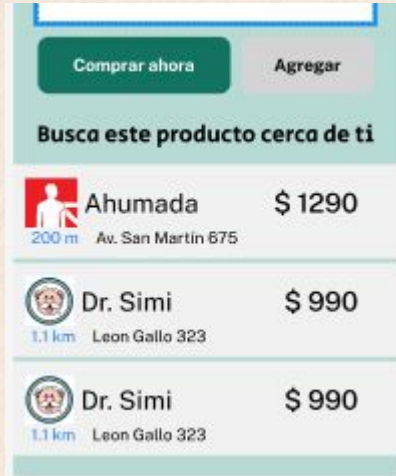 Comprar ahora Agregar
Busca este producto cerca de ti
Ahumada $ 1290
200 m Av. San Martín 675
Dr. Simi $ 990
1.1 km Leon Gallo 323
Dr. Simi $ 990
1.1 km Leon Gallo 323